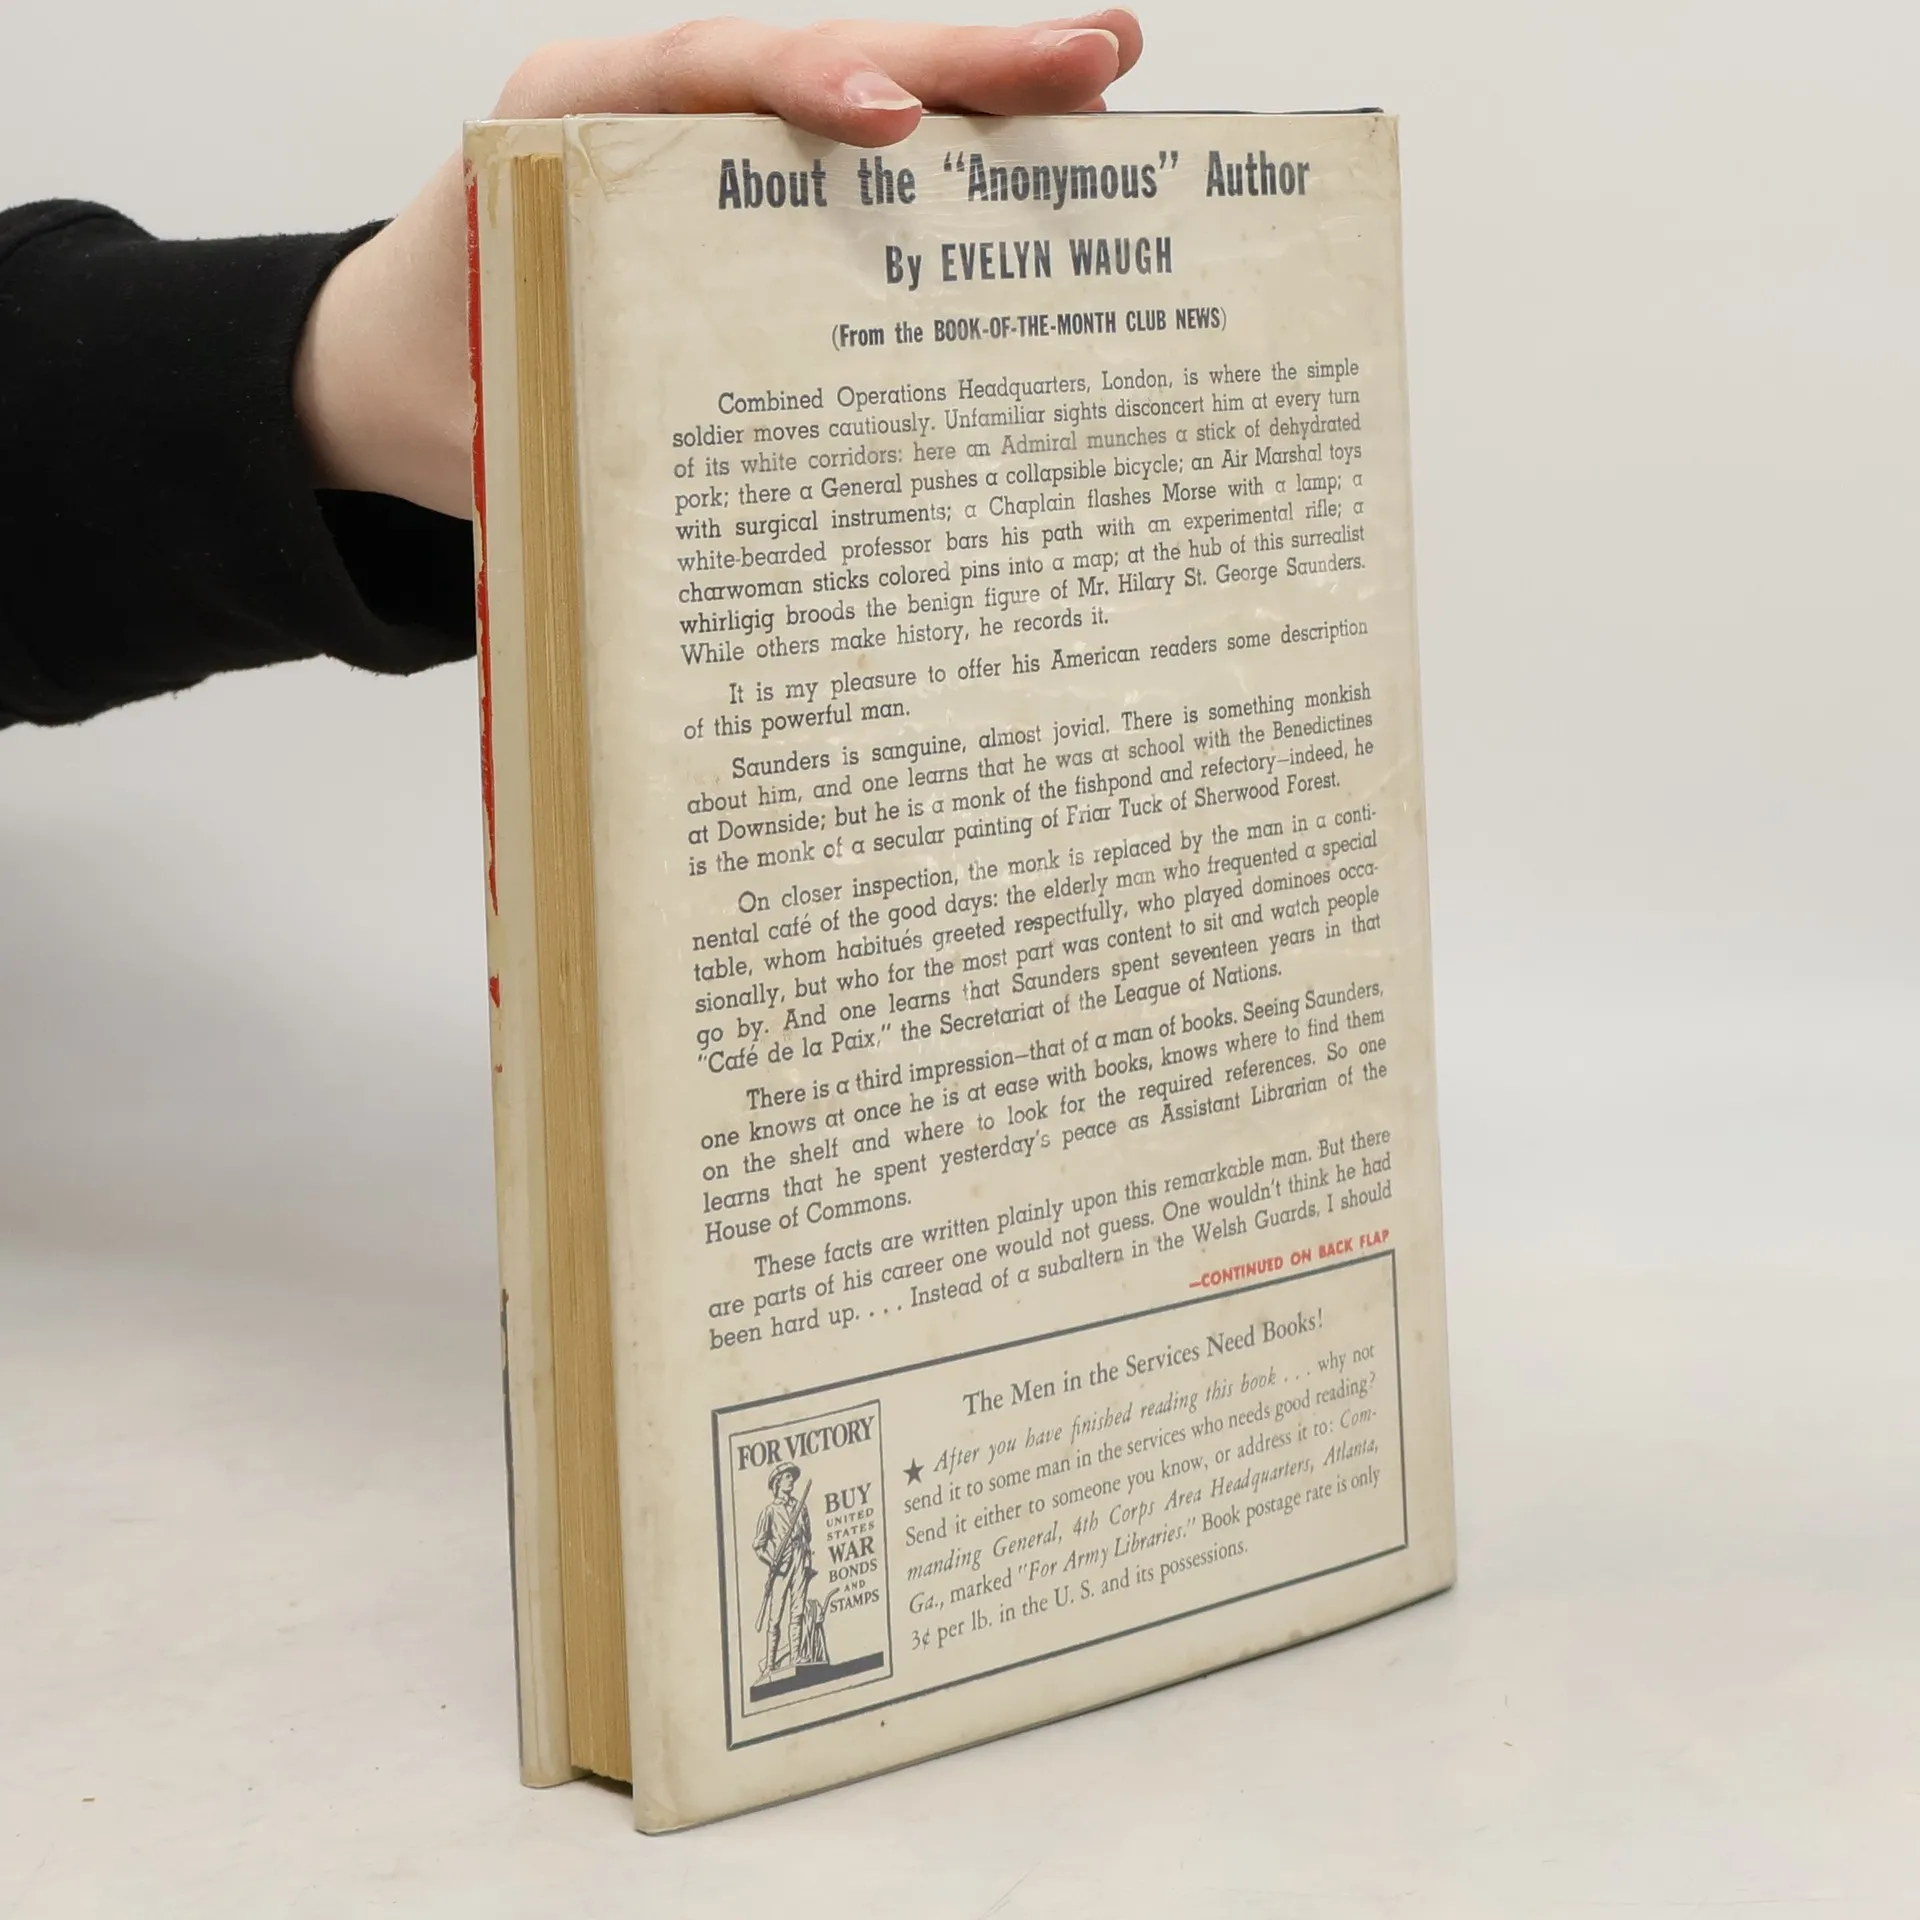 About the “Anonymous” Author
By EVELYN WAUGH
(From the BOOK-OF-THE-MONTH CLUB NEWS)
Combined Operations Headquarters, London, is where the simple
soldier moves cautiously. Unfamiliar sights disconcert him at every turn
of its white corridors: here an Admiral munches a stick of dehydrated
pork; there a General pushes a collapsible bicycle; an Air Marshal toys
with surgical instruments; a Chaplain flashes Morse with a lamp; a
white-bearded professor bars his path with an experimental rifle; a
charwoman sticks colored pins into a map; at the hub of this surrealist
whirligig broods the benign figure of Mr. Hilary St. George Saunders.
While others make history, he records it.
It is my pleasure to offer his American readers some description
of this powerful man.
Saunders is sanguine, almost jovial. There is something monkish
about him, and one learns that he was at school with the Benedictines
at Downside; but he is a monk of the fishpond and refectory—indeed, he
is the monk of a secular painting of Friar Tuck of Sherwood Forest.
On closer inspection, the monk is replaced by the man in a conti-
nental café of the good days: the elderly man who frequented a special
table, whom habitués greeted respectfully, who played dominoes occa-
sionally, but who for the most part was content to sit and watch people
go by. And one learns that Saunders spent seventeen years in that
“Café de la Paix,” the Secretariat of the League of Nations.
There is a third impression—that of a man of books. Seeing Saunders,
one knows at once he is at ease with books, knows where to find them
on the shelf and where to look for the required references. So one
learns that he spent yesterday's peace as Assistant Librarian of the
House of Commons.
These facts are written plainly upon this remarkable man. But there
are parts of his career one would not guess. One wouldn't think he had
been hard up. . . . Instead of a subaltern in the Welsh Guards, I should
—CONTINUED ON BACK FLAP
FOR VICTORY
BUY
UNITED
STATES
WAR
BONDS
AND
STAMPS
The Men in the Services Need Books!
★ After you have finished reading this book . . . why not
send it to some man in the services who needs good reading?
Send it either to someone you know, or address it to: Com-
manding General, 4th Corps Area Headquarters, Atlanta,
Ga., marked "For Army Libraries." Book postage rate is only
3¢ per lb. in the U. S. and its possessions.